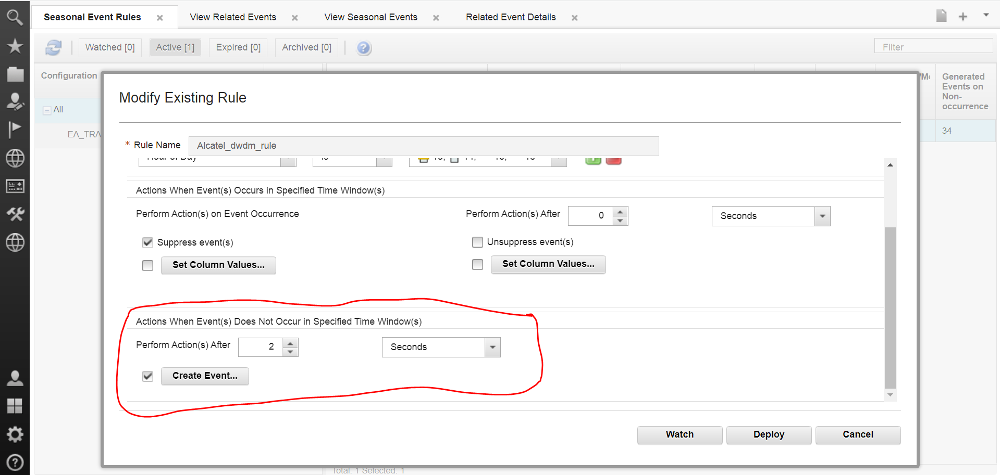 Seasonal Event Rules
View Related Events
View Seasonal Events
Related Event Details
Watched [0]
Active [1]
Expired [0]
Archived [0]
Filter
Configuration
Generated
Events on
Non-
occurrence
All
EA_TRA
34
Modify Existing Rule
* Rule Name
Alcatel_dwdm_rule
Actions When Event(s) Occurs in Specified Time Window(s)
Perform Action(s) on Event Occurrence
Perform Action(s) After
0
Seconds
Suppress event(s)
Unsuppress event(s)
Set Column Values...
Set Column Values...
Actions When Event(s) Does Not Occur in Specified Time Window(s)
Perform Action(s) After
2
Seconds
Create Event...
Watch
Deploy
Cancel
Total: 1 Selected: 1